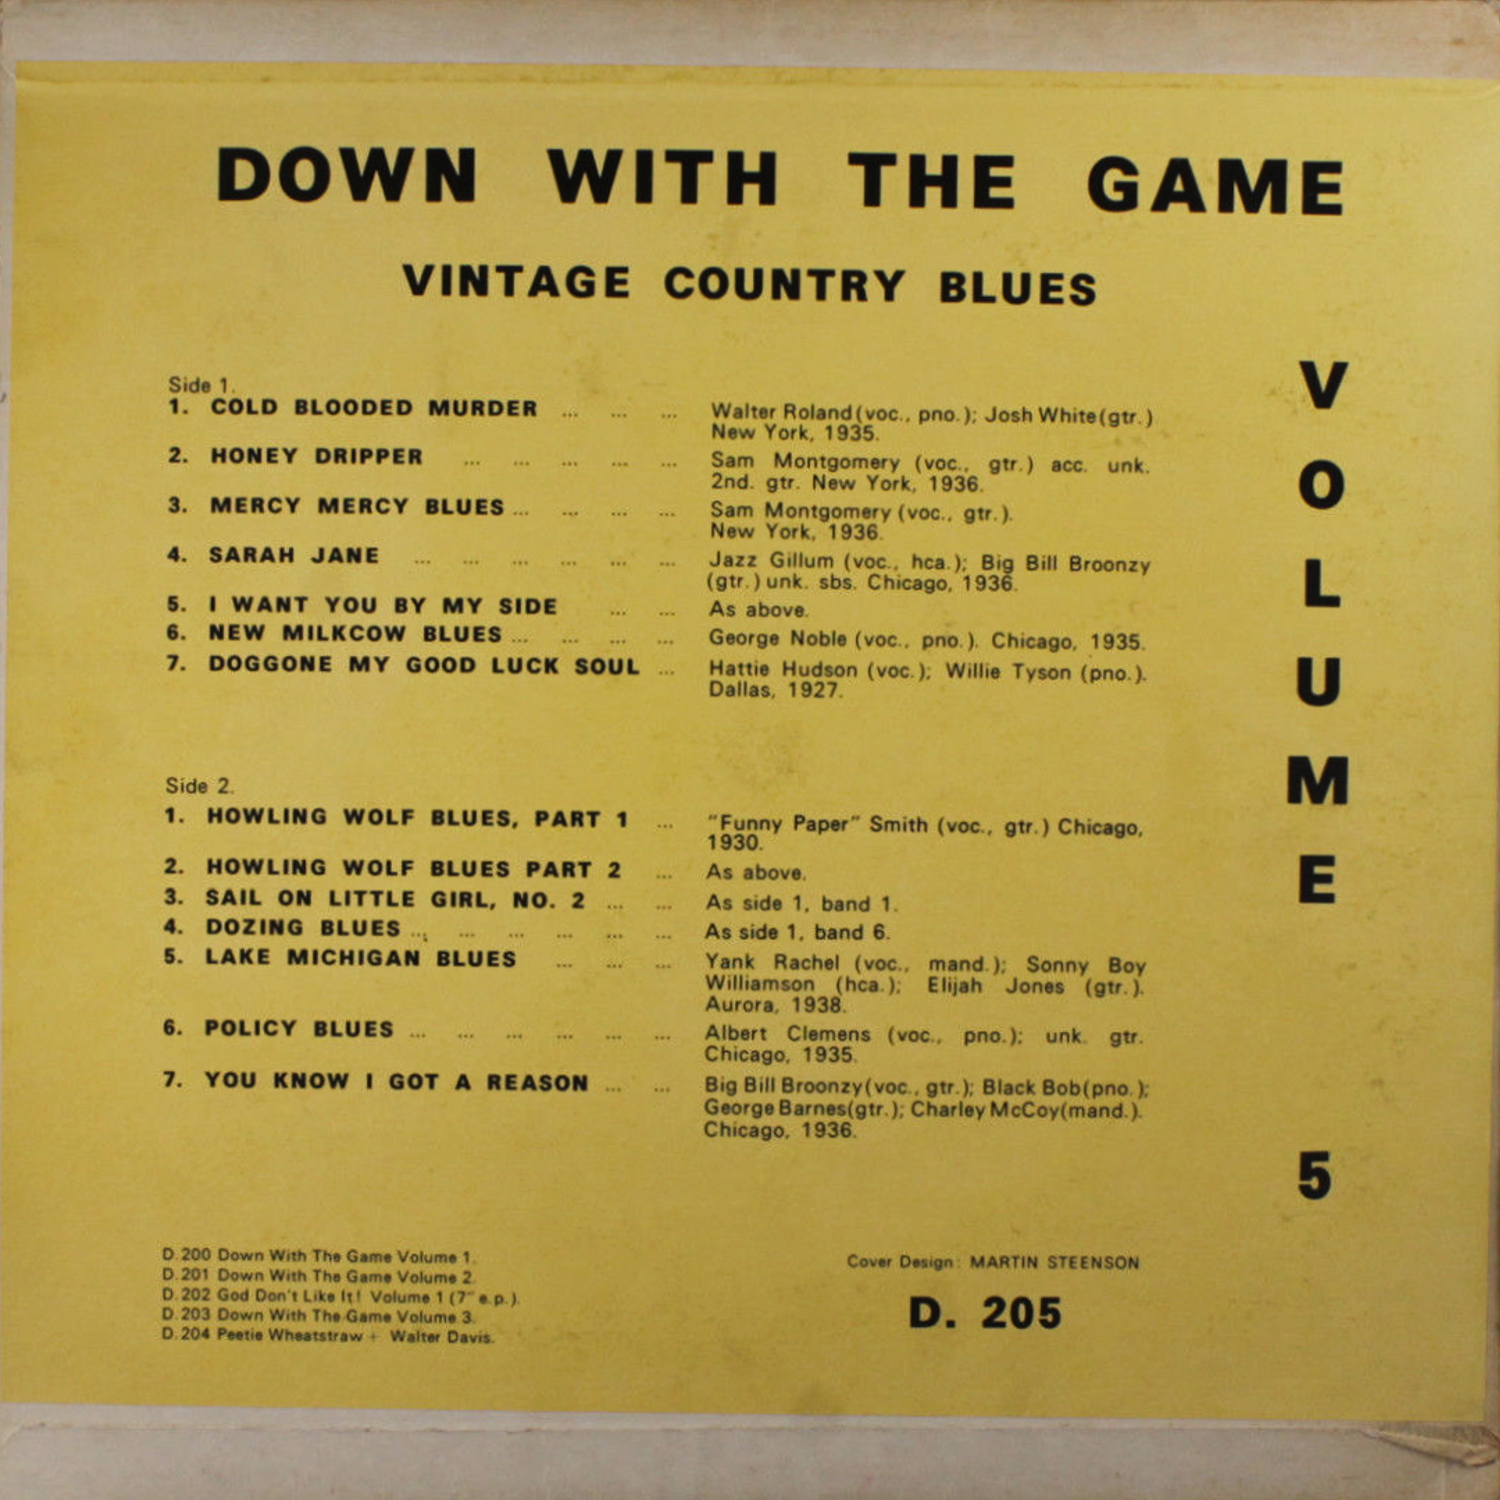 DOWN WITH THE GAME
VINTAGE COUNTRY BLUES
VOLUME 5
Side 1.
1. COLD BLOODED MURDER ... ... ... Walter Roland (voc., pno.); Josh White (gtr.)
New York, 1935.
2. HONEY DRIPPER ... ... ... ... ... Sam Montgomery (voc., gtr.) acc. unk.
2nd. gtr. New York, 1936.
3. MERCY MERCY BLUES ... ... ... ... Sam Montgomery (voc., gtr.).
New York, 1936.
4. SARAH JANE ... ... ... ... ... ... Jazz Gillum (voc., hca.); Big Bill Broonzy
(gtr.) unk. sbs. Chicago, 1936.
5. I WANT YOU BY MY SIDE ... ... As above.
6. NEW MILKCOW BLUES ... ... ... ... George Noble (voc., pno.). Chicago, 1935.
7. DOGGONE MY GOOD LUCK SOUL ... Hattie Hudson (voc.); Willie Tyson (pno.).
Dallas, 1927.
Side 2.
1. HOWLING WOLF BLUES, PART 1 ... "Funny Paper" Smith (voc., gtr.) Chicago,
1930.
2. HOWLING WOLF BLUES PART 2 ... As above.
3. SAIL ON LITTLE GIRL, NO. 2 ... ... As side 1, band 1.
4. DOZING BLUES ... ... ... ... ... ... As side 1, band 6.
5. LAKE MICHIGAN BLUES ... ... ... Yank Rachel (voc., mand.); Sonny Boy
Williamson (hca.); Elijah Jones (gtr.).
Aurora, 1938.
6. POLICY BLUES ... ... ... ... ... ... Albert Clemens (voc., pno.); unk. gtr.
Chicago, 1935.
7. YOU KNOW I GOT A REASON ... ... Big Bill Broonzy (voc., gtr.); Black Bob (pno.);
George Barnes (gtr.); Charley McCoy (mand.).
Chicago, 1936.
D.200 Down With The Game Volume 1.
D.201 Down With The Game Volume 2.
D.202 God Don't Like It! Volume 1 (7" e.p.).
D.203 Down With The Game Volume 3.
D.204 Peetie Wheatstraw + Walter Davis.
Cover Design: MARTIN STEENSON
D. 205